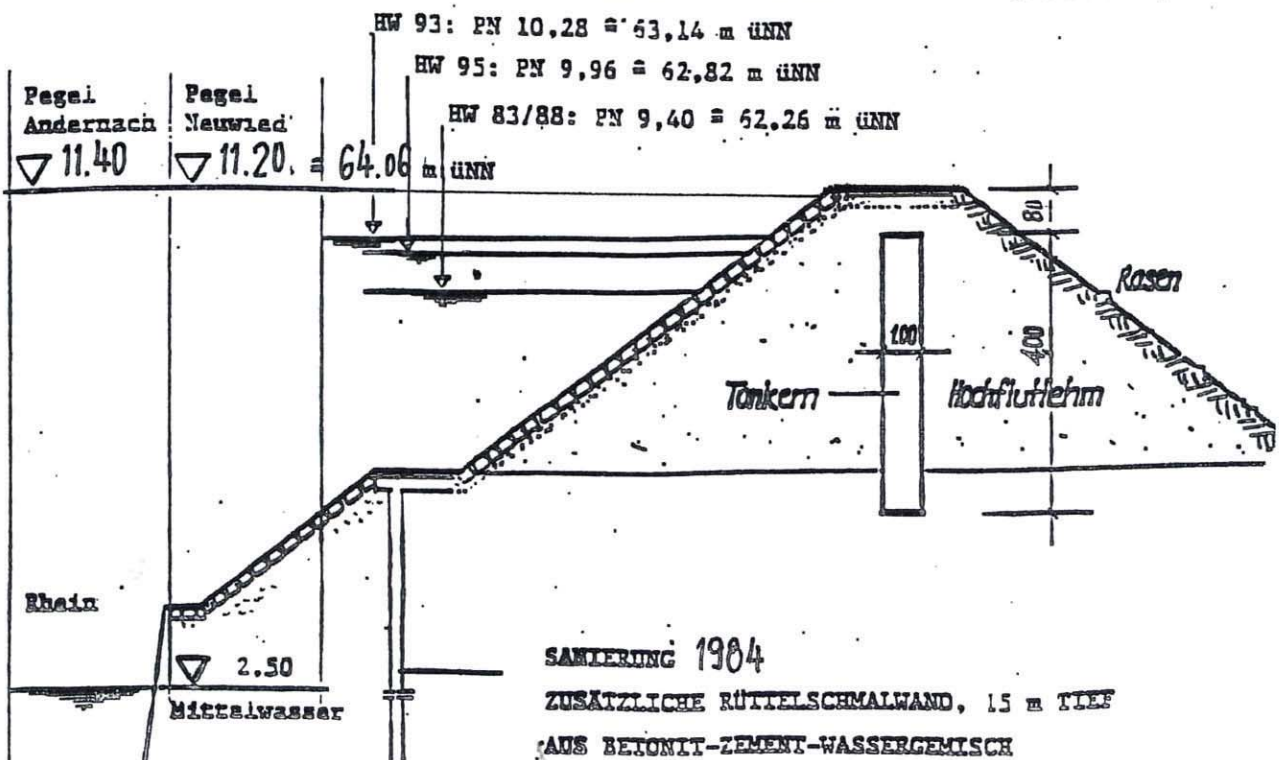 HW 93: PN 10,28 ≙ 63,14 m üNN
HW 95: PN 9,96 ≙ 62,82 m üNN
HW 83/88: PN 9,40 ≙ 62.26 m üNN
Pegel
Andernach
▽ 11.40
Pegel
Neuwied
▽ 11.20. ≙ 64.06 m üNN
80
Rasen
400
100
Tonkern
Hochflutlehm
Rhein
▽ 2.50
Mittelwasser
SANIERUNG 1984
ZUSÄTZLICHE RÜTTELSCHMALWAND, 15 m TIEF
AUS BETONIT-ZEMENT-WASSERGEMISCH